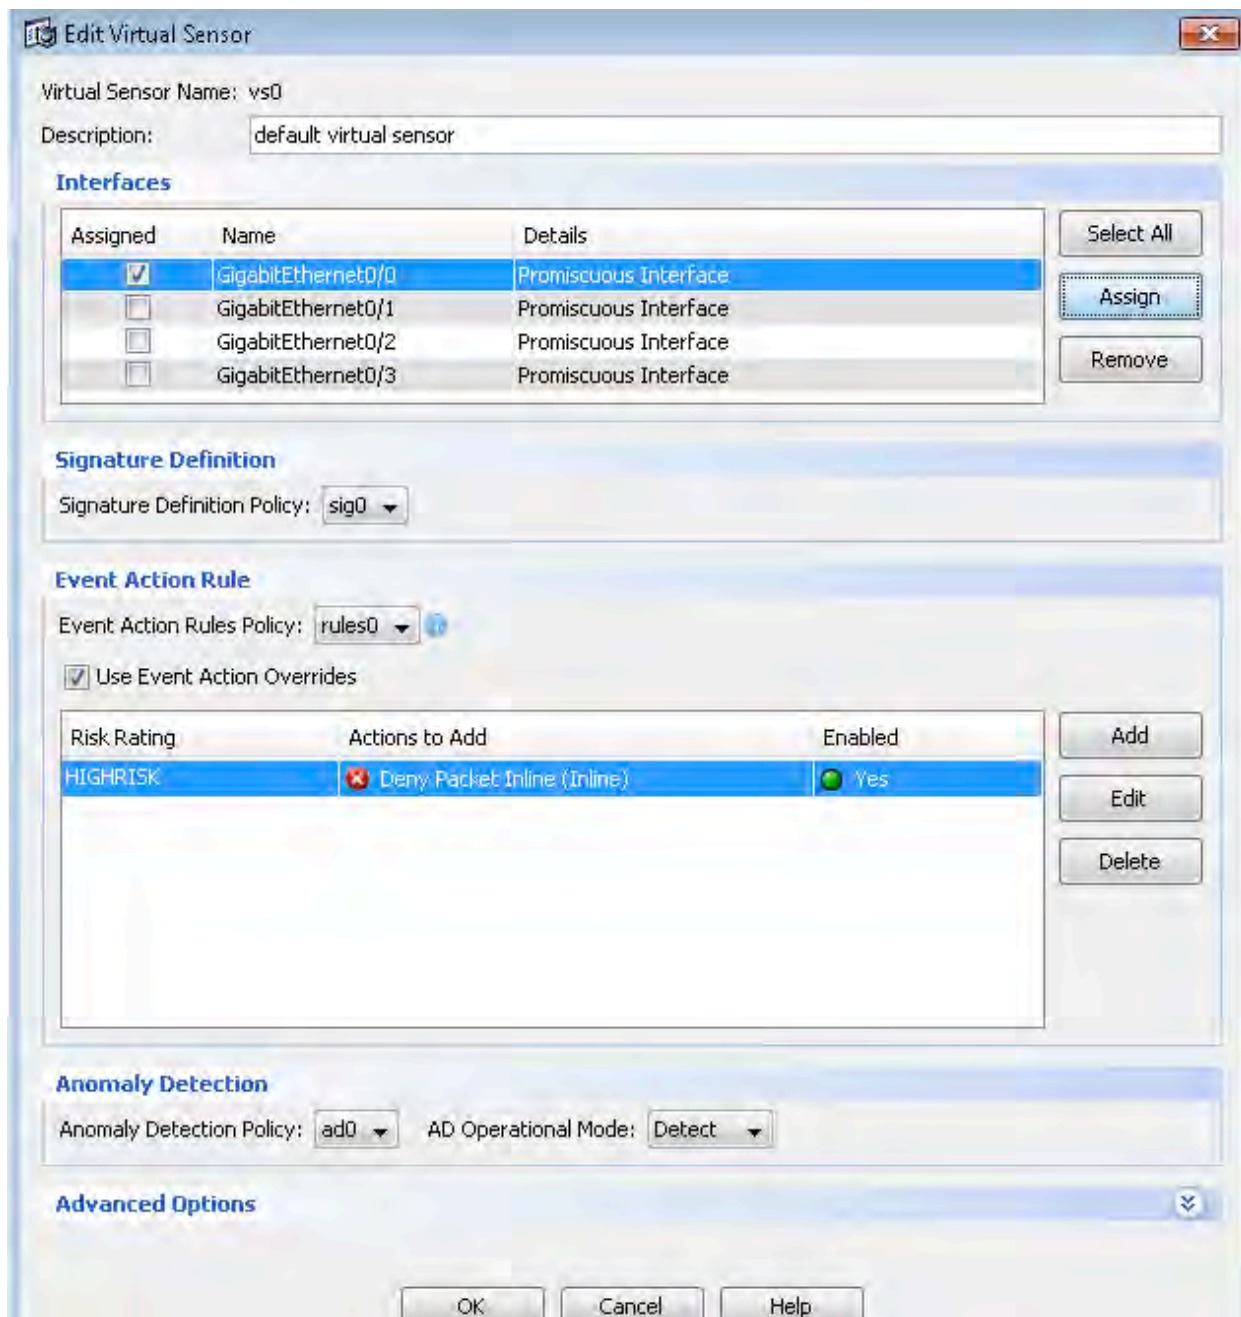 Edit Virtual Sensor
Virtual Sensor Name: vs0
Description: default virtual sensor
Interfaces
Assigned Name Details
GigabitEthernet0/0 Promiscuous Interface
GigabitEthernet0/1 Promiscuous Interface
GigabitEthernet0/2 Promiscuous Interface
GigabitEthernet0/3 Promiscuous Interface
Select All
Assign
Remove
Signature Definition
Signature Definition Policy: sig0
Event Action Rule
Event Action Rules Policy: rules0
Use Event Action Overrides
Risk Rating Actions to Add Enabled
HIGHRISK Deny Packet Inline (Inline) Yes
Add
Edit
Delete
Anomaly Detection
Anomaly Detection Policy: ad0 AD Operational Mode: Detect
Advanced Options
OK Cancel Help